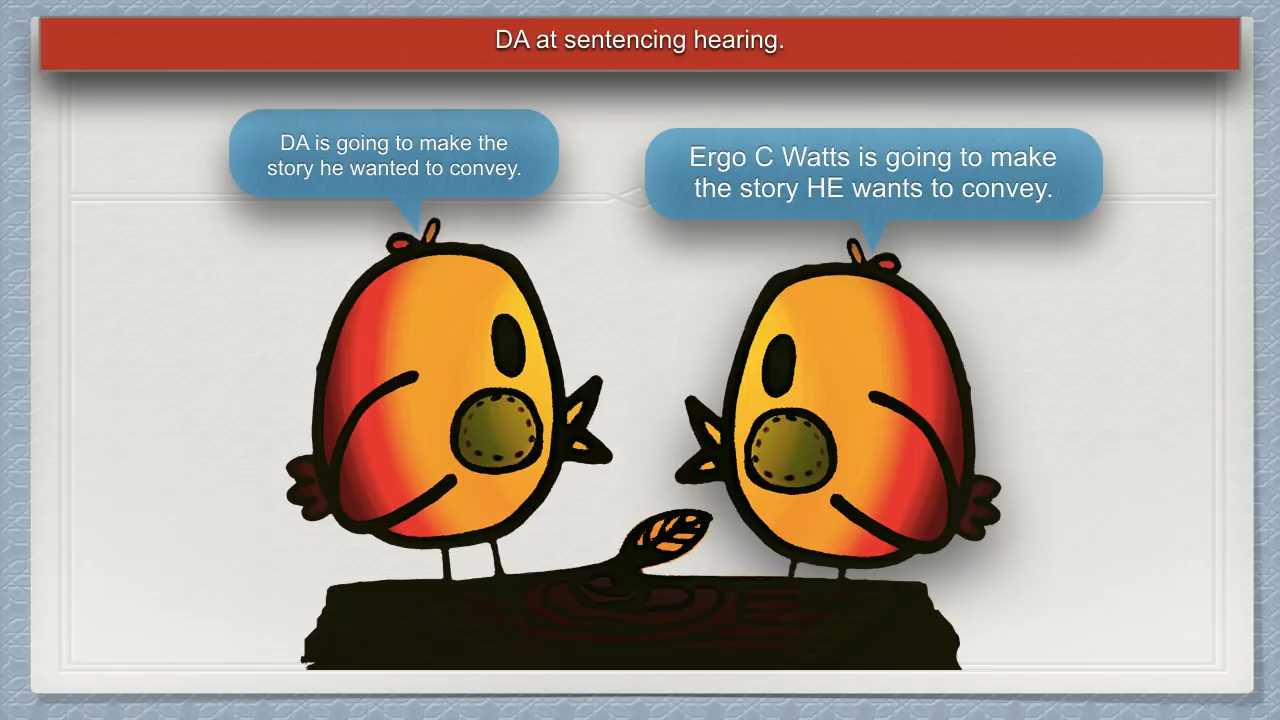 DA at sentencing hearing.
DA is going to make the
story he wanted to convey.
Ergo C Watts is going to make
the story HE wants to convey.